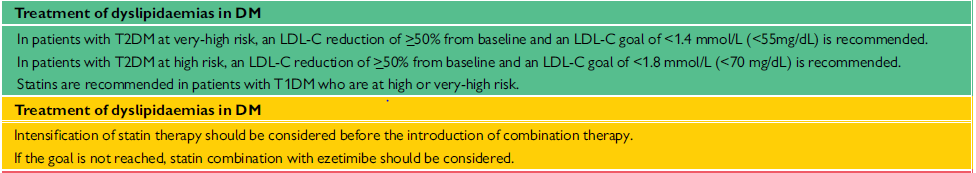 Treatment of dyslipidaemias in DM
In patients with T2DM at very-high risk, an LDL-C reduction of ≥50% from baseline and an LDL-C goal of <1.4 mmol/L (<55mg/dL) is recommended.
In patients with T2DM at high risk, an LDL-C reduction of ≥50% from baseline and an LDL-C goal of <1.8 mmol/L (<70 mg/dL) is recommended.
Statins are recommended in patients with T1DM who are at high or very-high risk.
Treatment of dyslipidaemias in DM
Intensification of statin therapy should be considered before the introduction of combination therapy.
If the goal is not reached, statin combination with ezetimibe should be considered.